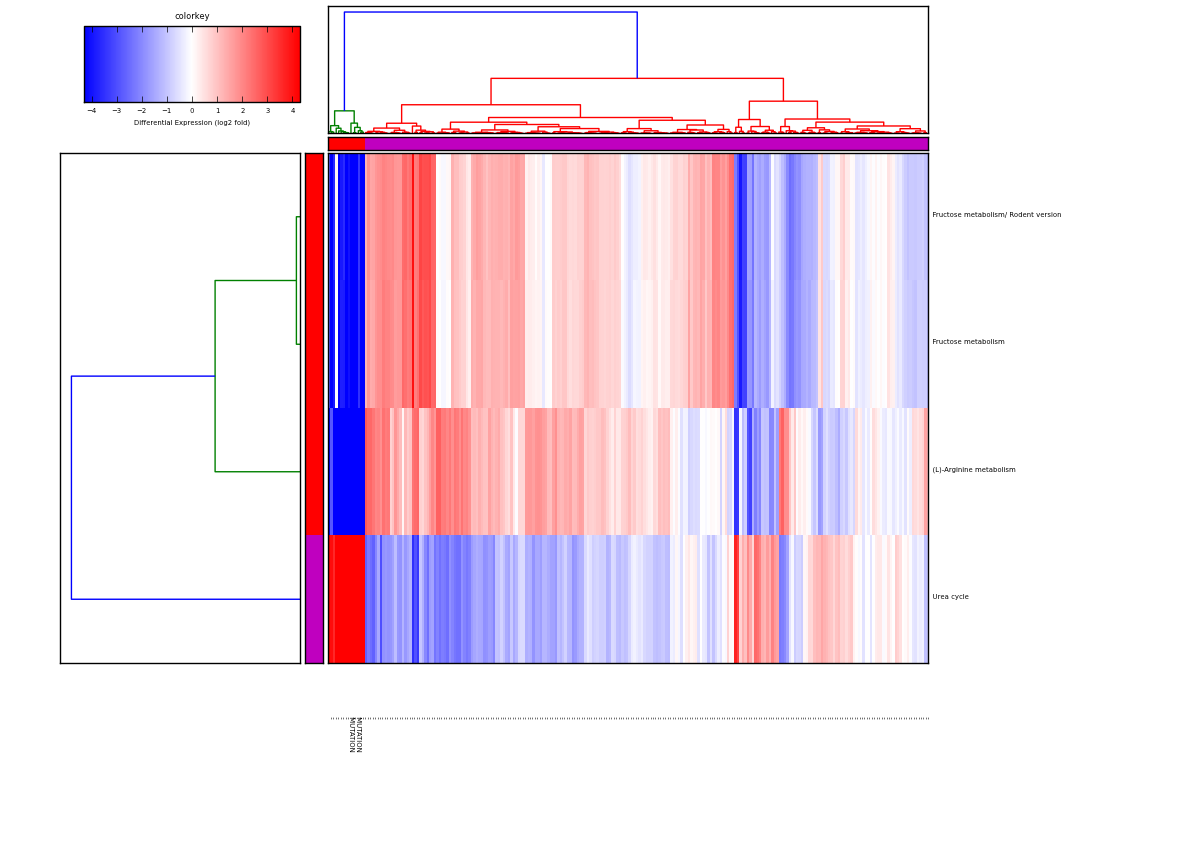 colorkey
−4 −3 −2 −1 0 1 2 3 4
Differential Expression (log2 fold)
Fructose metabolism/ Rodent version
Fructose metabolism
(L)-Arginine metabolism
Urea cycle
MUTATION
MUTATION